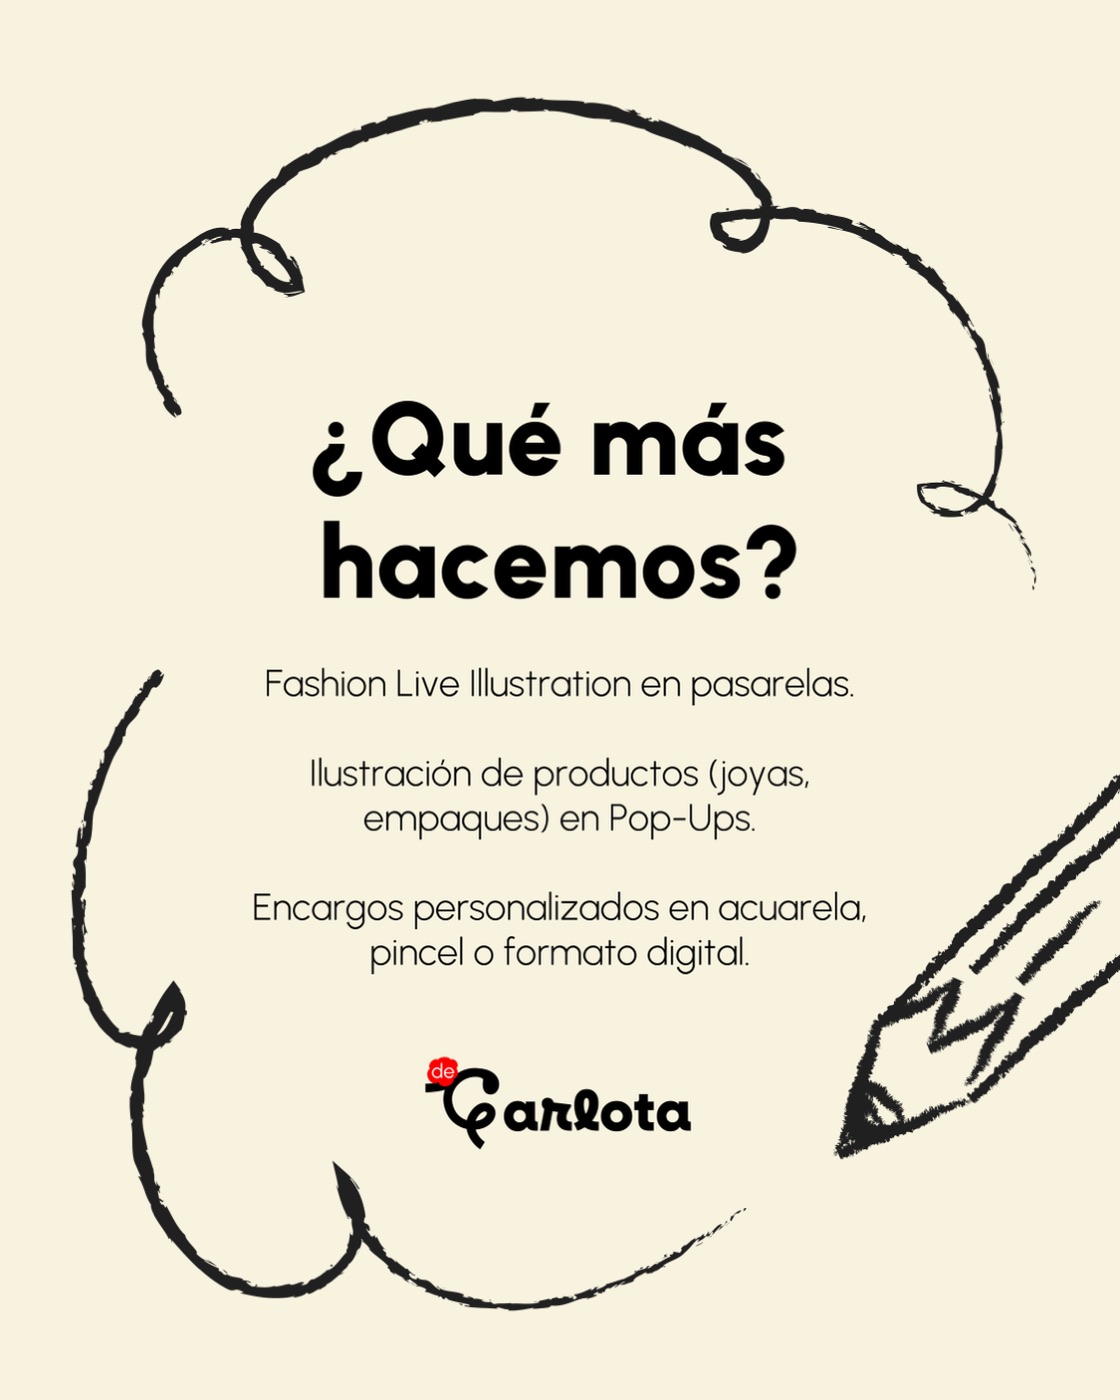 ¿Qué más
hacemos?
Fashion Live Illustration en pasarelas.
Ilustración de productos (joyas,
empaques) en Pop-Ups.
Encargos personalizados en acuarela,
pincel o formato digital.
de
Carlota